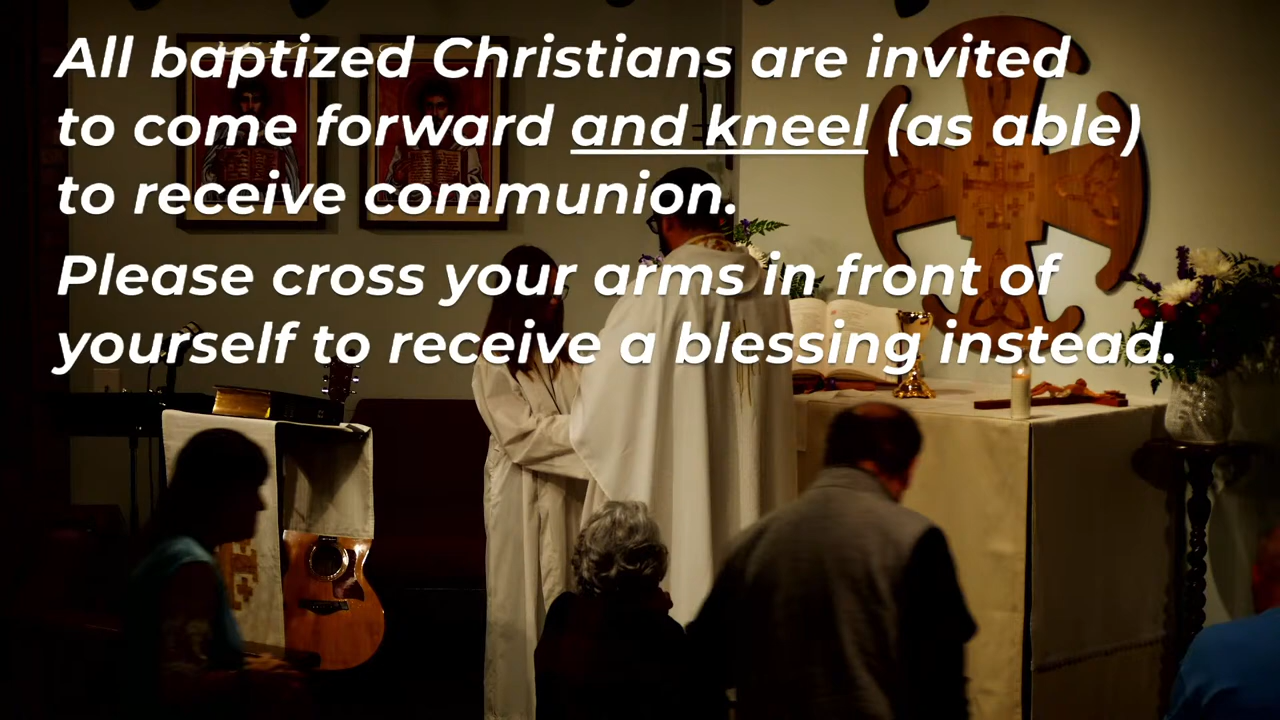 All baptized Christians are invited
to come forward and kneel (as able)
to receive communion.
Please cross your arms in front of
yourself to receive a blessing instead.